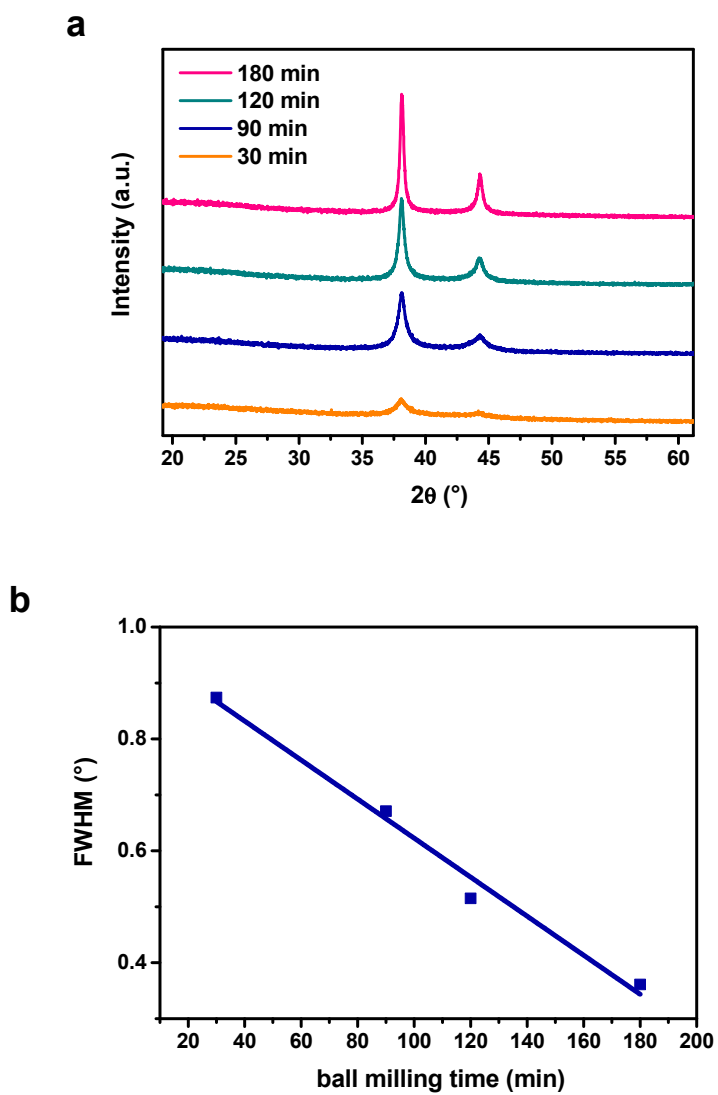 a
180 min
120 min
90 min
30 min
Intensity (a.u.)
20 25 30 35 40 45 50 55 60
2θ (°)
b
1.0
0.8
0.6
0.4
FWHM (°)
20 40 60 80 100 120 140 160 180 200
ball milling time (min)